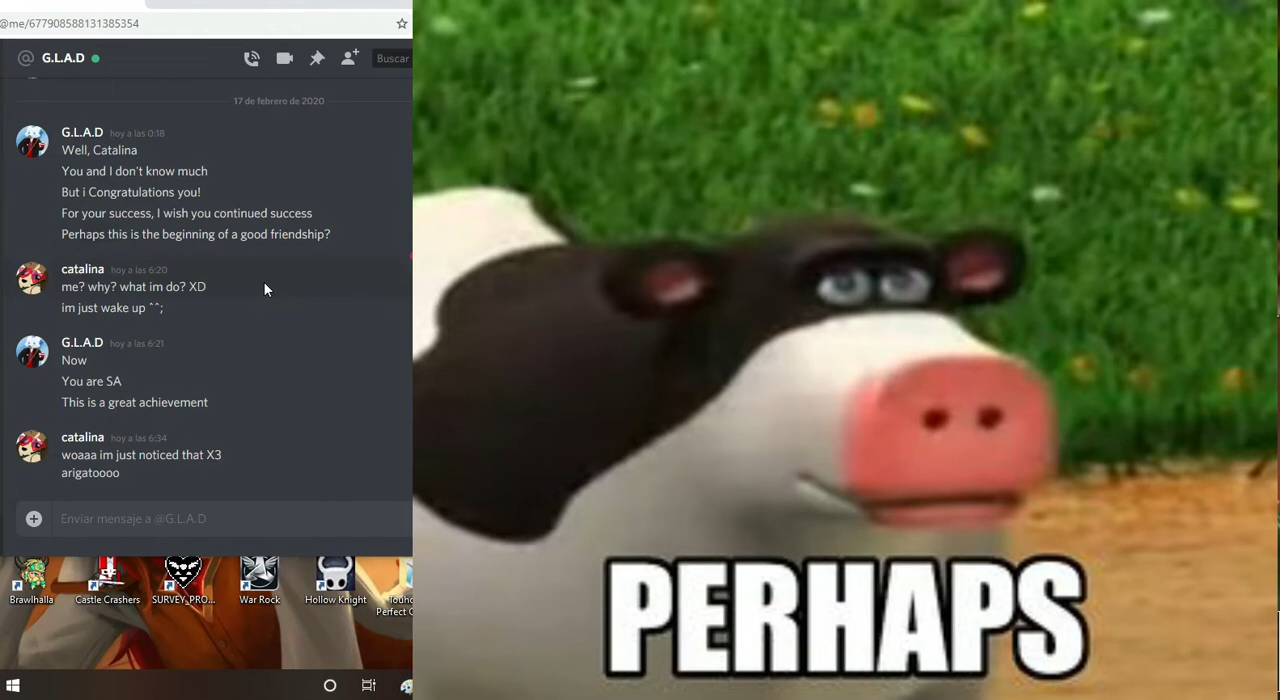 @me/677908588131385354
@ G.L.A.D
Buscar
17 de febrero de 2020
G.L.A.D hoy a las 0:18
Well, Catalina
You and I don't know much
But i Congratulations you!
For your success, I wish you continued success
Perhaps this is the beginning of a good friendship?
catalina hoy a las 6:20
me? why? what im do? XD
im just wake up ^^;
G.L.A.D hoy a las 6:21
Now
You are SA
This is a great achievement
catalina hoy a las 6:34
woaaa im just noticed that X3
arigatoooo
Enviar mensaje a @G.L.A.D
Brawlhalla
Castle Crashers
SURVEY_PRO...
War Rock
Hollow Knight
Perfect
PERHAPS